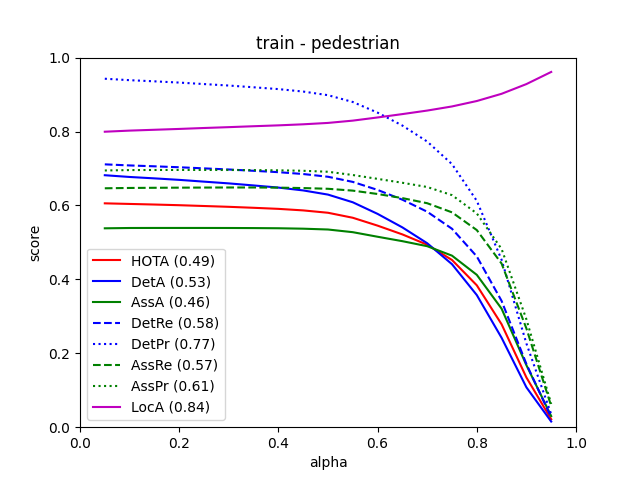 train - pedestrian
1.0
0.8
0.6
0.4
0.2
0.0
score
HOTA (0.49)
DetA (0.53)
AssA (0.46)
DetRe (0.58)
DetPr (0.77)
AssRe (0.57)
AssPr (0.61)
LocA (0.84)
0.0 0.2 0.4 0.6 0.8 1.0
alpha